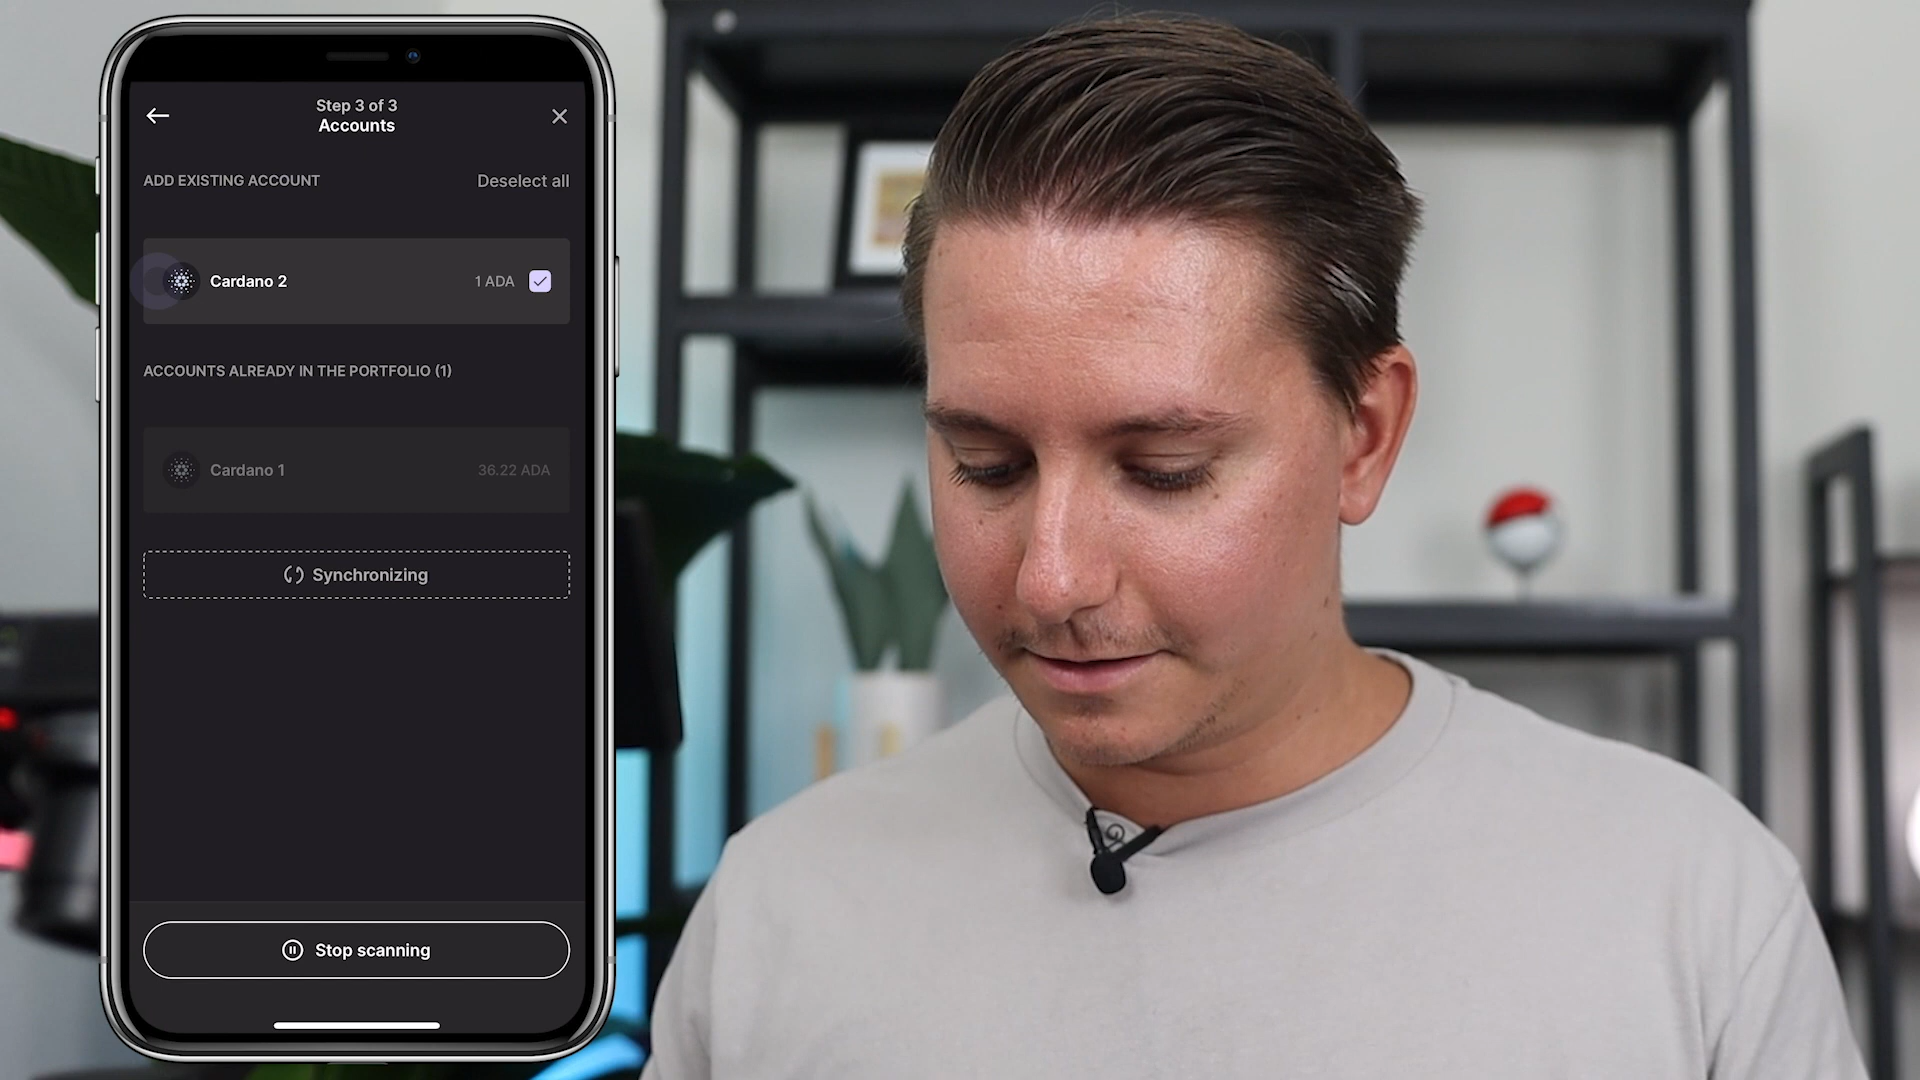 Step 3 of 3
Accounts
ADD EXISTING ACCOUNT Deselect all
Cardano 2 1 ADA
ACCOUNTS ALREADY IN THE PORTFOLIO (1)
Cardano 1 36.22 ADA
Synchronizing
Stop scanning